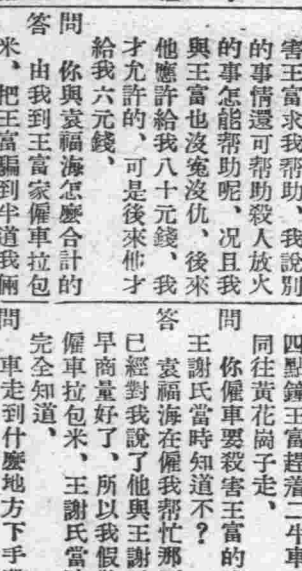 害王富求我帮助、我說別
的事情還可帮助殺人放火
的事怎能帮助呢、况且我
與王富也沒寃沒仇、後來
他應許給我八十元錢、我
才允許的、可是後來他才
給我六元錢、
問　你與袁福海怎麼合計的
答　由我到王富家僱車拉包
米、把王富騙到半道我倆
四點鐘王富趕着二牛車
同往黃花崗子走、
問　你僱車要殺害王富的
王謝氏當時知道不？
答　袁福海在僱我帮忙那
已經對我說了他與王謝
早商量好了、所以我假
僱車拉包米、王謝氏當
完全知道、
問　車走到什麼地方下手